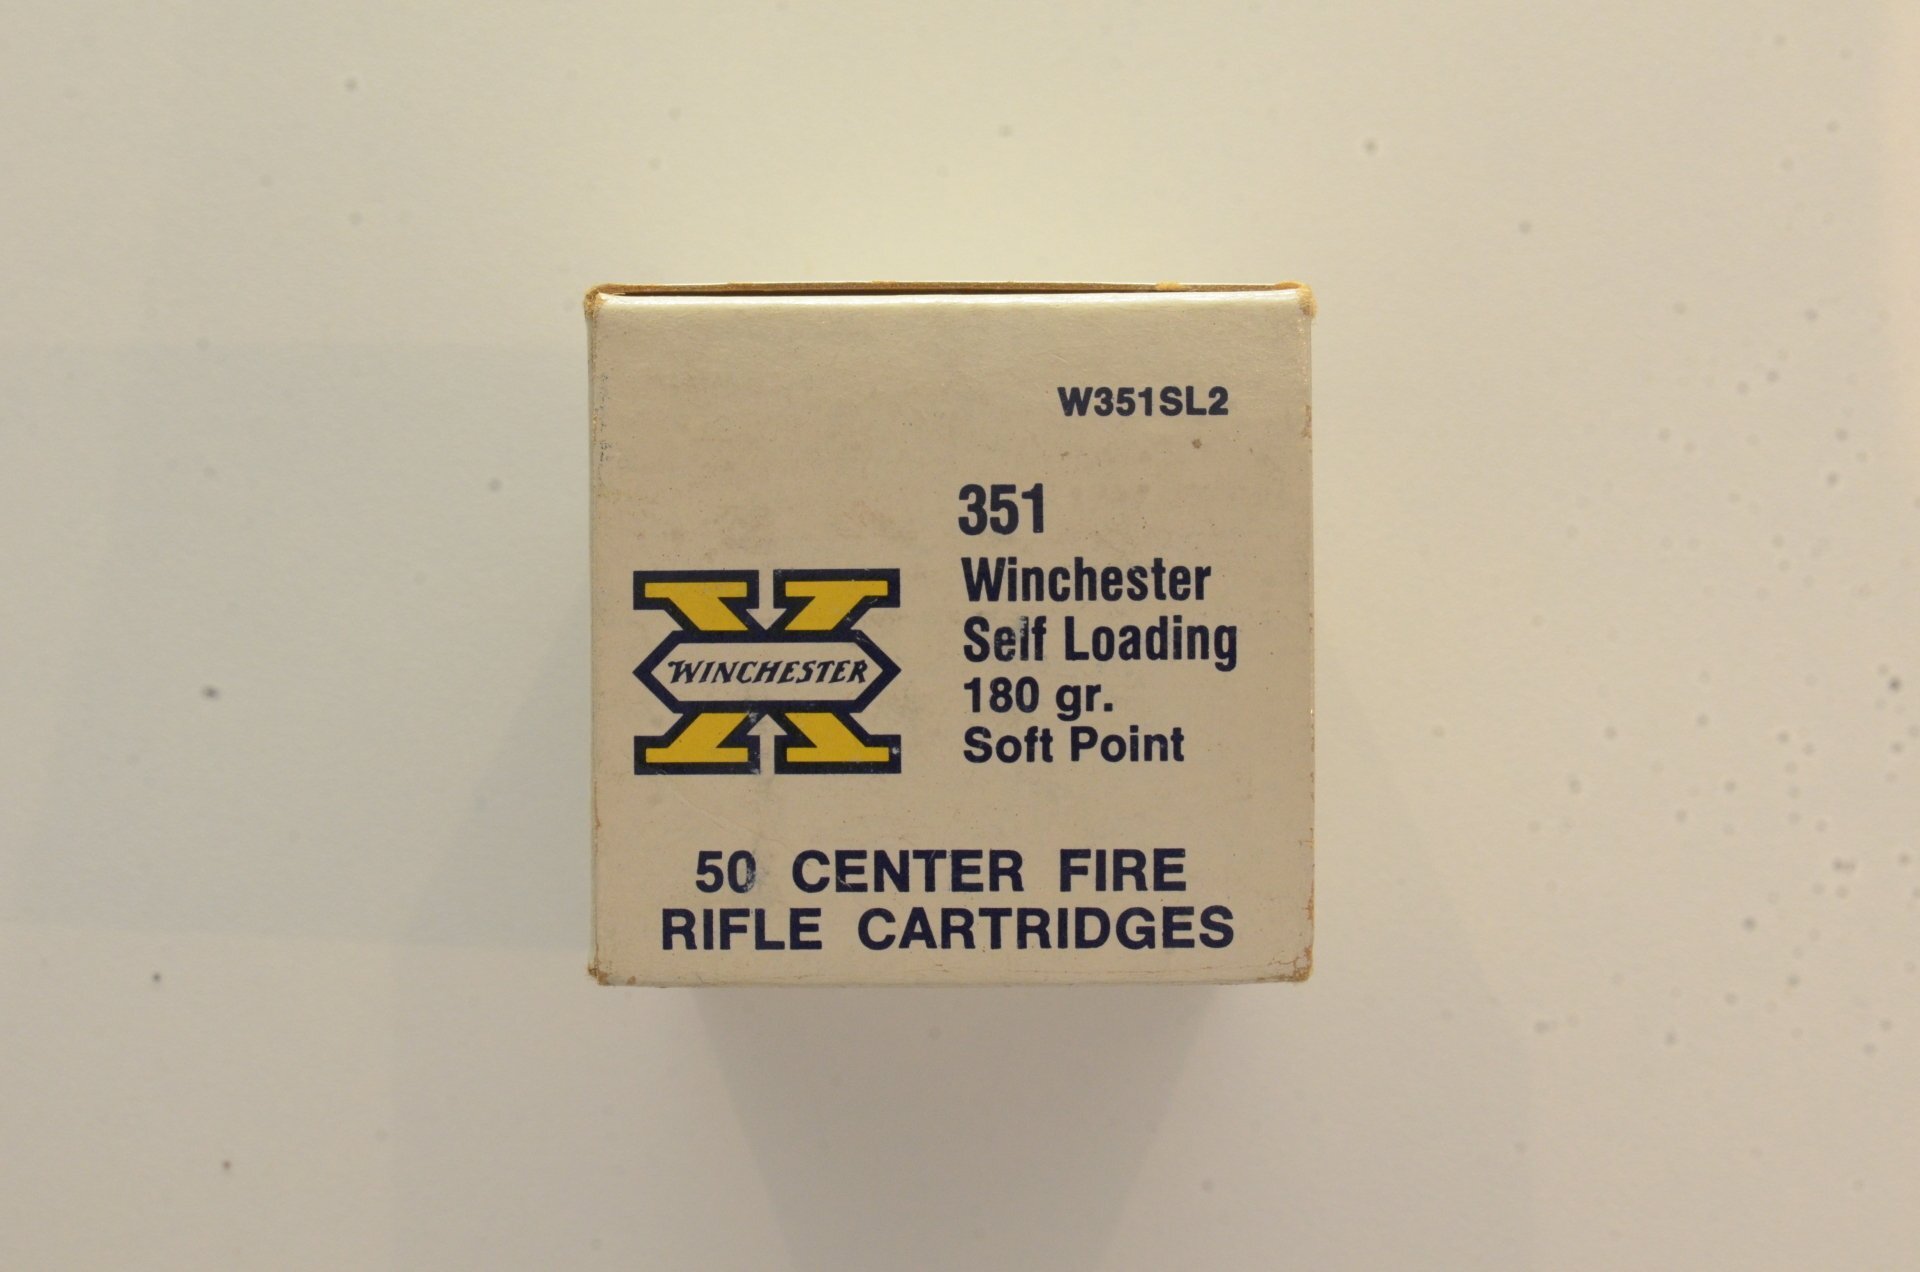 W351SL2
351
Winchester
Self Loading
180 gr.
Soft Point
WINCHESTER
50 CENTER FIRE
RIFLE CARTRIDGES